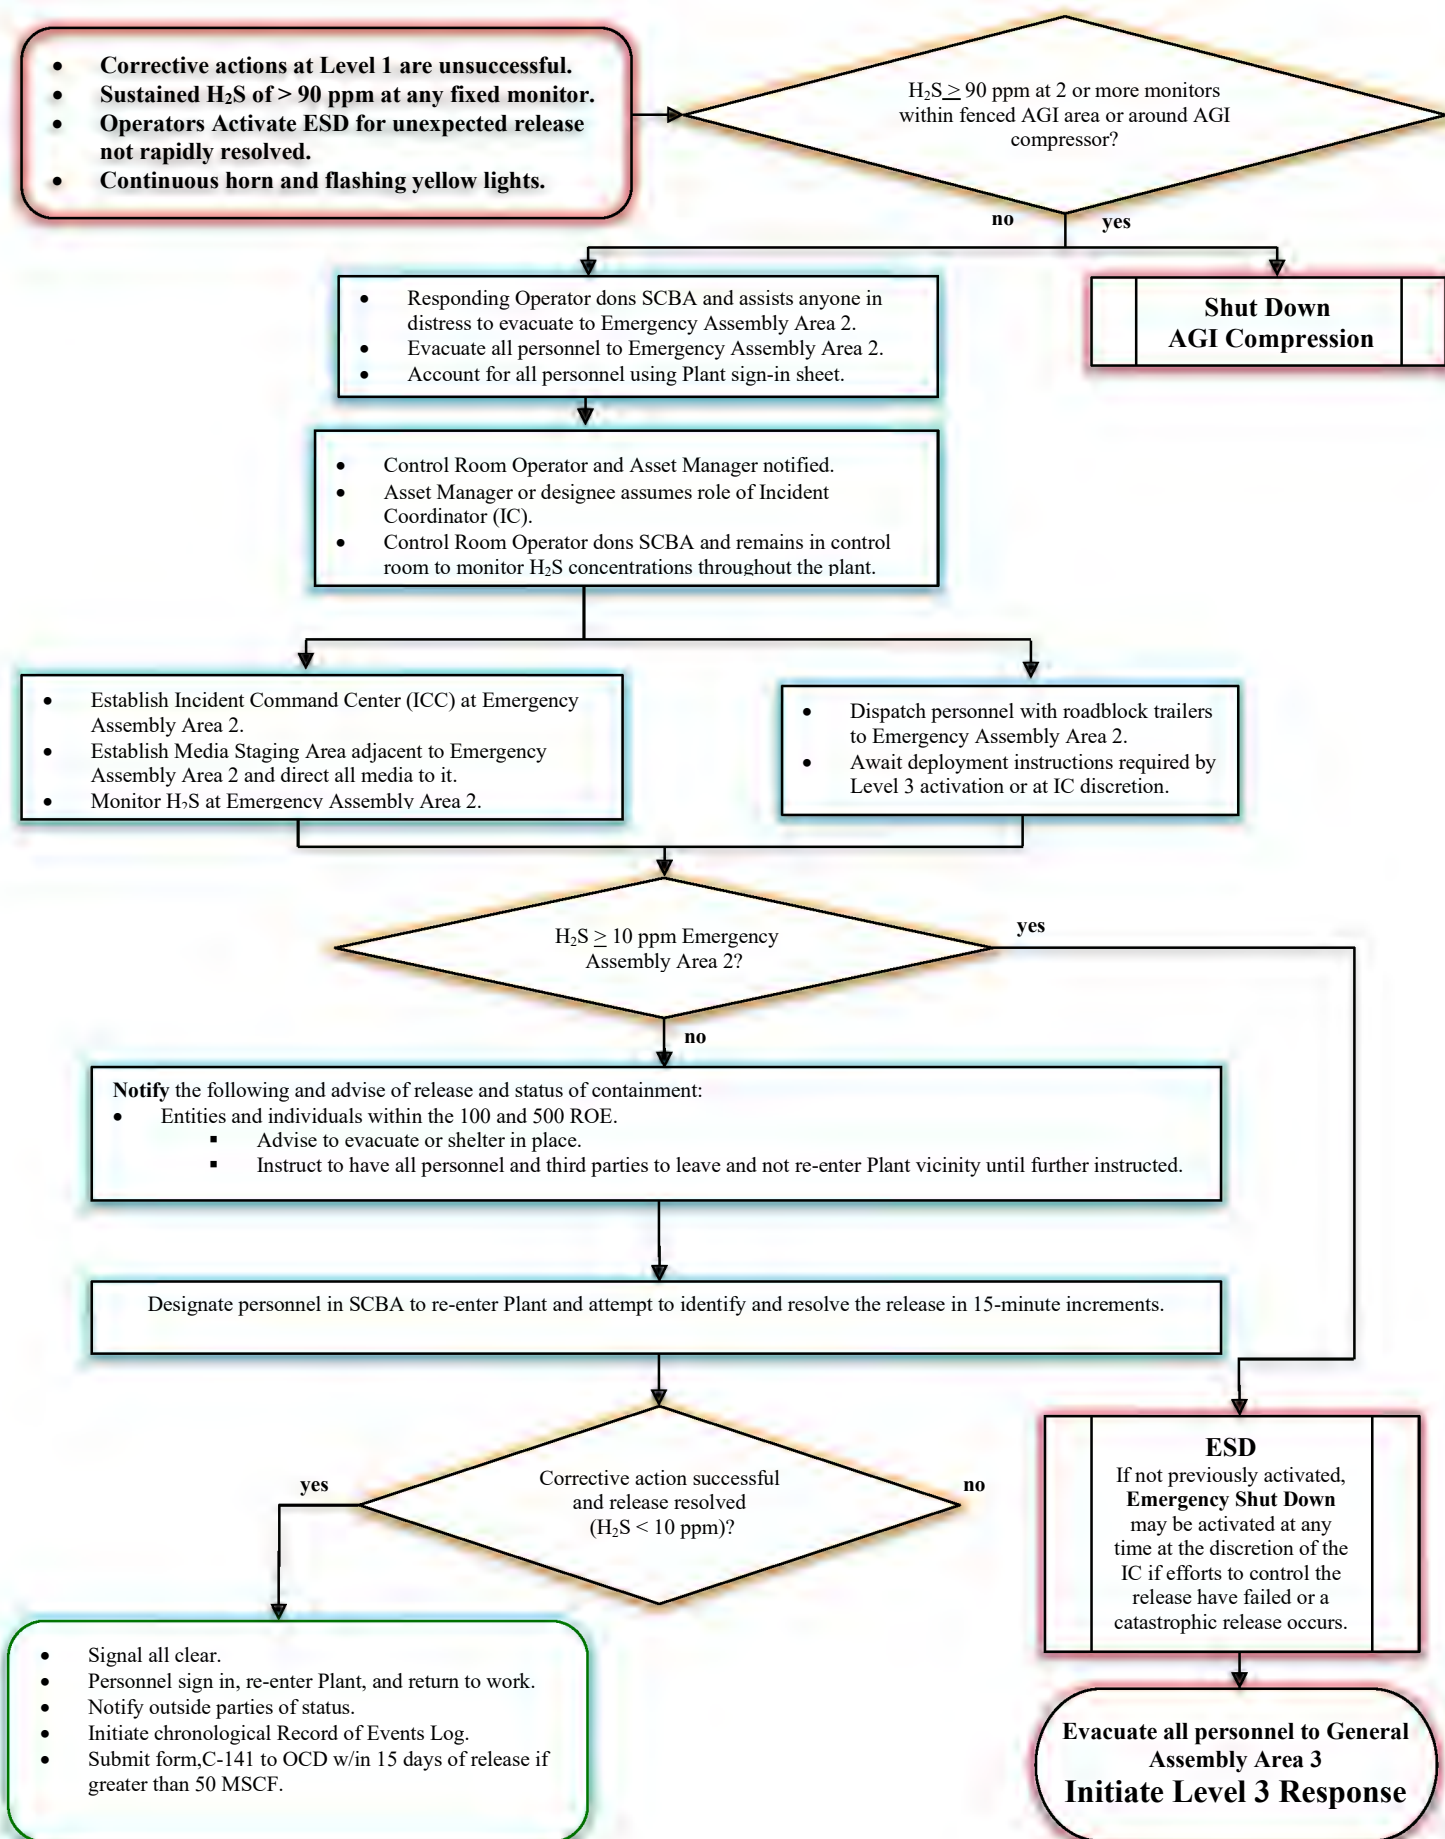 • Corrective actions at Level 1 are unsuccessful.
• Sustained H₂S of > 90 ppm at any fixed monitor.
• Operators Activate ESD for unexpected release
not rapidly resolved.
• Continuous horn and flashing yellow lights.
H₂S ≥ 90 ppm at 2 or more monitors
within fenced AGI area or around AGI
compressor?
no
yes
• Responding Operator dons SCBA and assists anyone in
distress to evacuate to Emergency Assembly Area 2.
• Evacuate all personnel to Emergency Assembly Area 2.
• Account for all personnel using Plant sign-in sheet.
Shut Down
AGI Compression
• Control Room Operator and Asset Manager notified.
• Asset Manager or designee assumes role of Incident
Coordinator (IC).
• Control Room Operator dons SCBA and remains in control
room to monitor H₂S concentrations throughout the plant.
• Establish Incident Command Center (ICC) at Emergency
Assembly Area 2.
• Establish Media Staging Area adjacent to Emergency
Assembly Area 2 and direct all media to it.
• Monitor H₂S at Emergency Assembly Area 2.
• Dispatch personnel with roadblock trailers
to Emergency Assembly Area 2.
• Await deployment instructions required by
Level 3 activation or at IC discretion.
H₂S ≥ 10 ppm Emergency
Assembly Area 2?
yes
no
Notify the following and advise of release and status of containment:
• Entities and individuals within the 100 and 500 ROE.
▪ Advise to evacuate or shelter in place.
▪ Instruct to have all personnel and third parties to leave and not re-enter Plant vicinity until further instructed.
Designate personnel in SCBA to re-enter Plant and attempt to identify and resolve the release in 15-minute increments.
Corrective action successful
and release resolved
(H₂S < 10 ppm)?
yes
no
ESD
If not previously activated,
Emergency Shut Down
may be activated at any
time at the discretion of the
IC if efforts to control the
release have failed or a
catastrophic release occurs.
• Signal all clear.
• Personnel sign in, re-enter Plant, and return to work.
• Notify outside parties of status.
• Initiate chronological Record of Events Log.
• Submit form,C-141 to OCD w/in 15 days of release if
greater than 50 MSCF.
Evacuate all personnel to General
Assembly Area 3
Initiate Level 3 Response